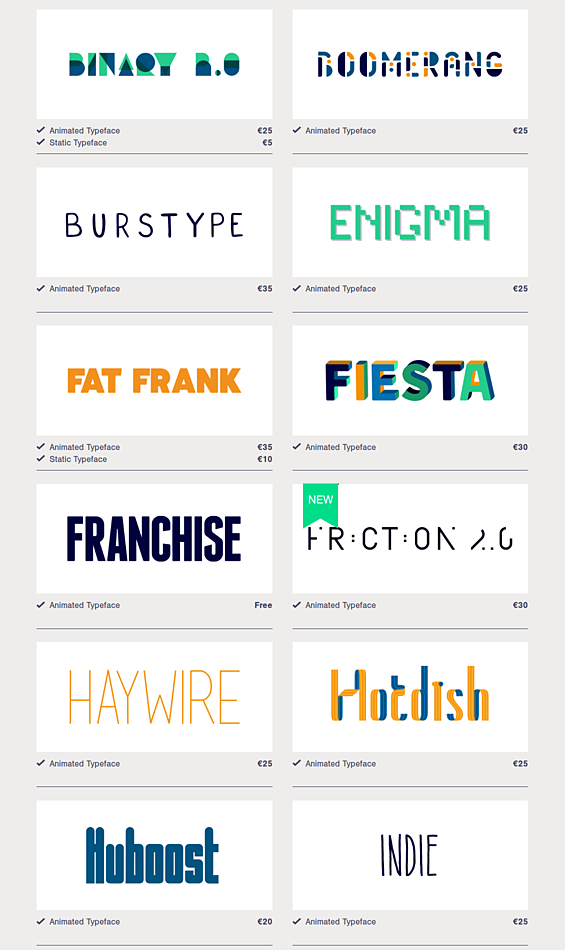 BINARY 2.0
Animated Typeface €25
Static Typeface €5
BOOMERANG
Animated Typeface €25
BURSTYPE
Animated Typeface €35
ENIGMA
Animated Typeface €25
FAT FRANK
Animated Typeface €35
Static Typeface €10
FIESTA
Animated Typeface €30
FRANCHISE
Animated Typeface Free
NEW
FRICTION 2.0
Animated Typeface €30
HAYWIRE
Animated Typeface €25
Hotdish
Animated Typeface €25
Huboost
Animated Typeface €20
INDIE
Animated Typeface €25